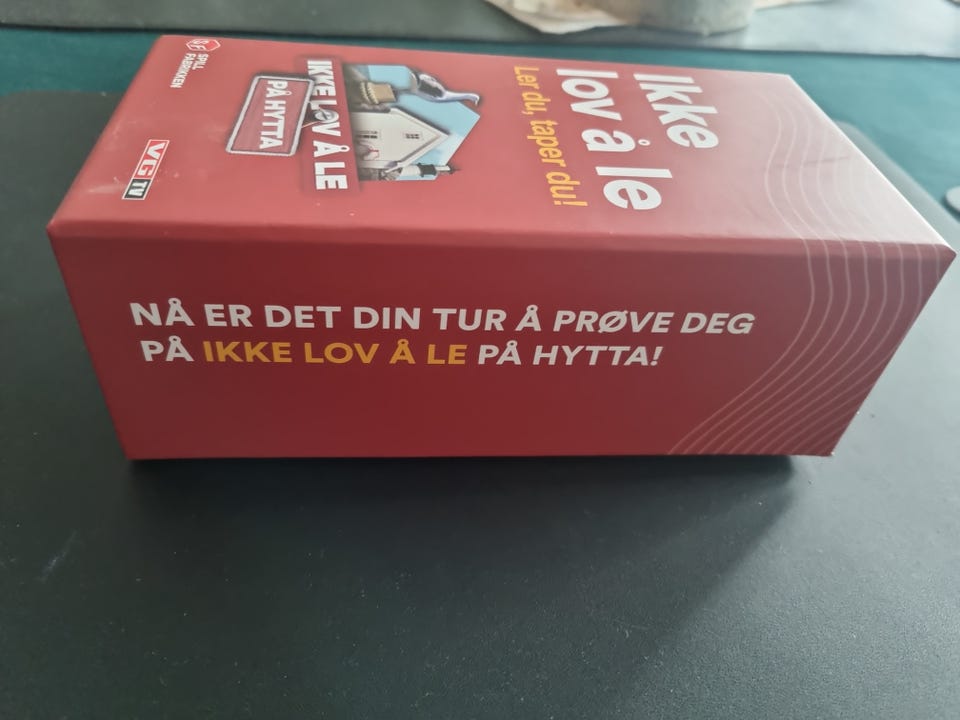 Ikke
lov å le
Ler du, taper du!
IKKE LOV Å LE
PÅ HYTTA
VG TV
SF SPILL
FABRIKKEN
NÅ ER DET DIN TUR Å PRØVE DEG
PÅ IKKE LOV Å LE PÅ HYTTA!